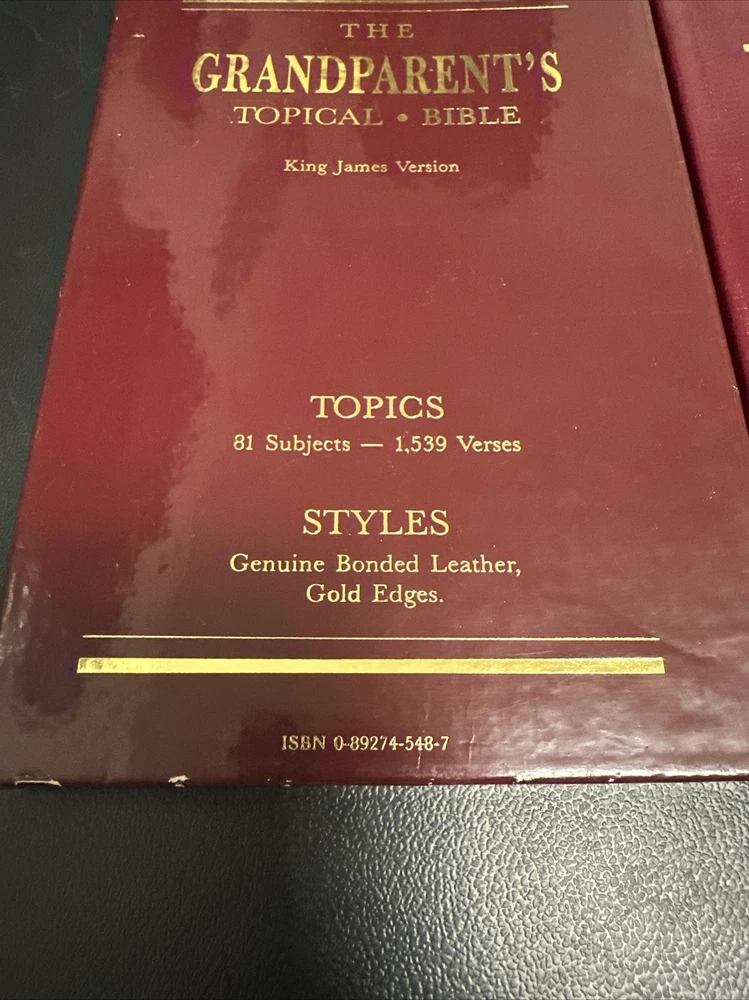 THE
GRANDPARENT'S
TOPICAL • BIBLE
King James Version
TOPICS
81 Subjects — 1,539 Verses
STYLES
Genuine Bonded Leather,
Gold Edges.
ISBN 0-89274-548-7